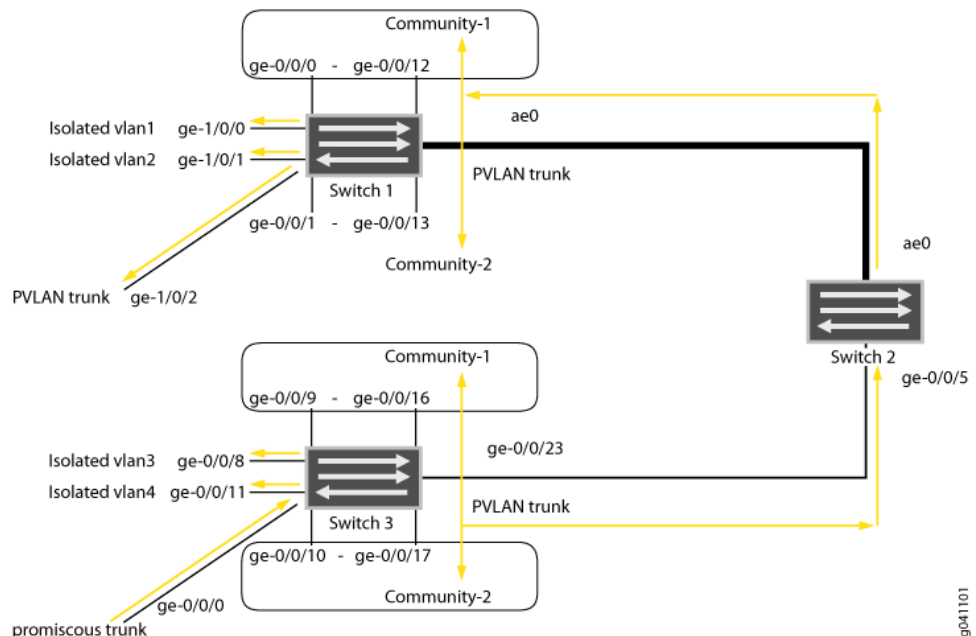 Community-1
ge-0/0/0 - ge-0/0/12
ae0
Isolated vlan1 ge-1/0/0
Isolated vlan2 ge-1/0/1
PVLAN trunk
Switch 1
ge-0/0/1 - ge-0/0/13
ae0
Community-2
PVLAN trunk ge-1/0/2
Switch 2
Community-1
ge-0/0/5
ge-0/0/9 - ge-0/0/16
ge-0/0/23
Isolated vlan3 ge-0/0/8
Isolated vlan4 ge-0/0/11
PVLAN trunk
Switch 3
ge-0/0/10 - ge-0/0/17
Community-2
ge-0/0/0
promiscous trunk
g041101